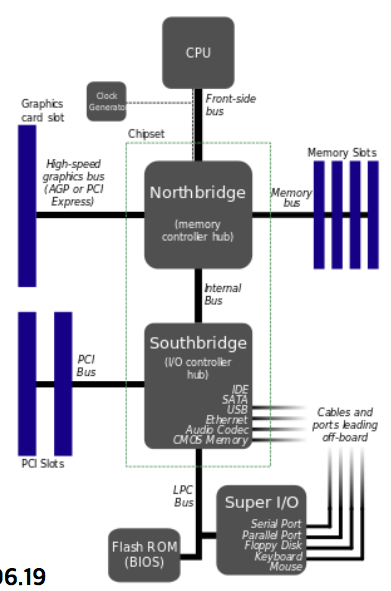 CPU
Clock
Generator
Front-side
bus
Graphics
card slot
Chipset
High-speed
graphics bus
(AGP or PCI
Express)
Northbridge
(memory
controller hub)
Memory Slots
Memory
bus
Internal
Bus
Southbridge
(I/O controller
hub)
PCI
Bus
IDE
SATA
USB
Ethernet
Audio Codec
CMOS Memory
Cables and
ports leading
off-board
PCI Slots
LPC
Bus
Super I/O
Serial Port
Parallel Port
Floppy Disk
Keyboard
Mouse
Flash ROM
(BIOS)
06.19